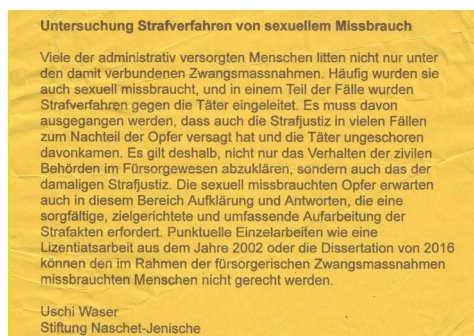 Untersuchung Strafverfahren von sexuellem Missbrauch
Viele der administrativ versorgten Menschen litten nicht nur unter
den damit verbundenen Zwangsmassnahmen. Häufig wurden sie
auch sexuell missbraucht, und in einem Teil der Fälle wurden
Strafverfahren gegen die Täter eingeleitet. Es muss davon
ausgegangen werden, dass auch die Strafjustiz in vielen Fällen
zum Nachteil der Opfer versagt hat und die Täter ungeschoren
davonkamen. Es gilt deshalb, nicht nur das Verhalten der zivilen
Behörden im Fürsorgewesen abzuklären, sondern auch das der
damaligen Strafjustiz. Die sexuell missbrauchten Opfer erwarten
auch in diesem Bereich Aufklärung und Antworten, die eine
sorgfältige, zielgerichtete und umfassende Aufarbeitung der
Strafakten erfordert. Punktuelle Einzelarbeiten wie eine
Lizentiatsarbeit aus dem Jahre 2002 oder die Dissertation von 2016
können den im Rahmen der fürsorgerischen Zwangsmassnahmen
missbrauchten Menschen nicht gerecht werden.
Uschi Waser
Stiftung Naschet-Jenische